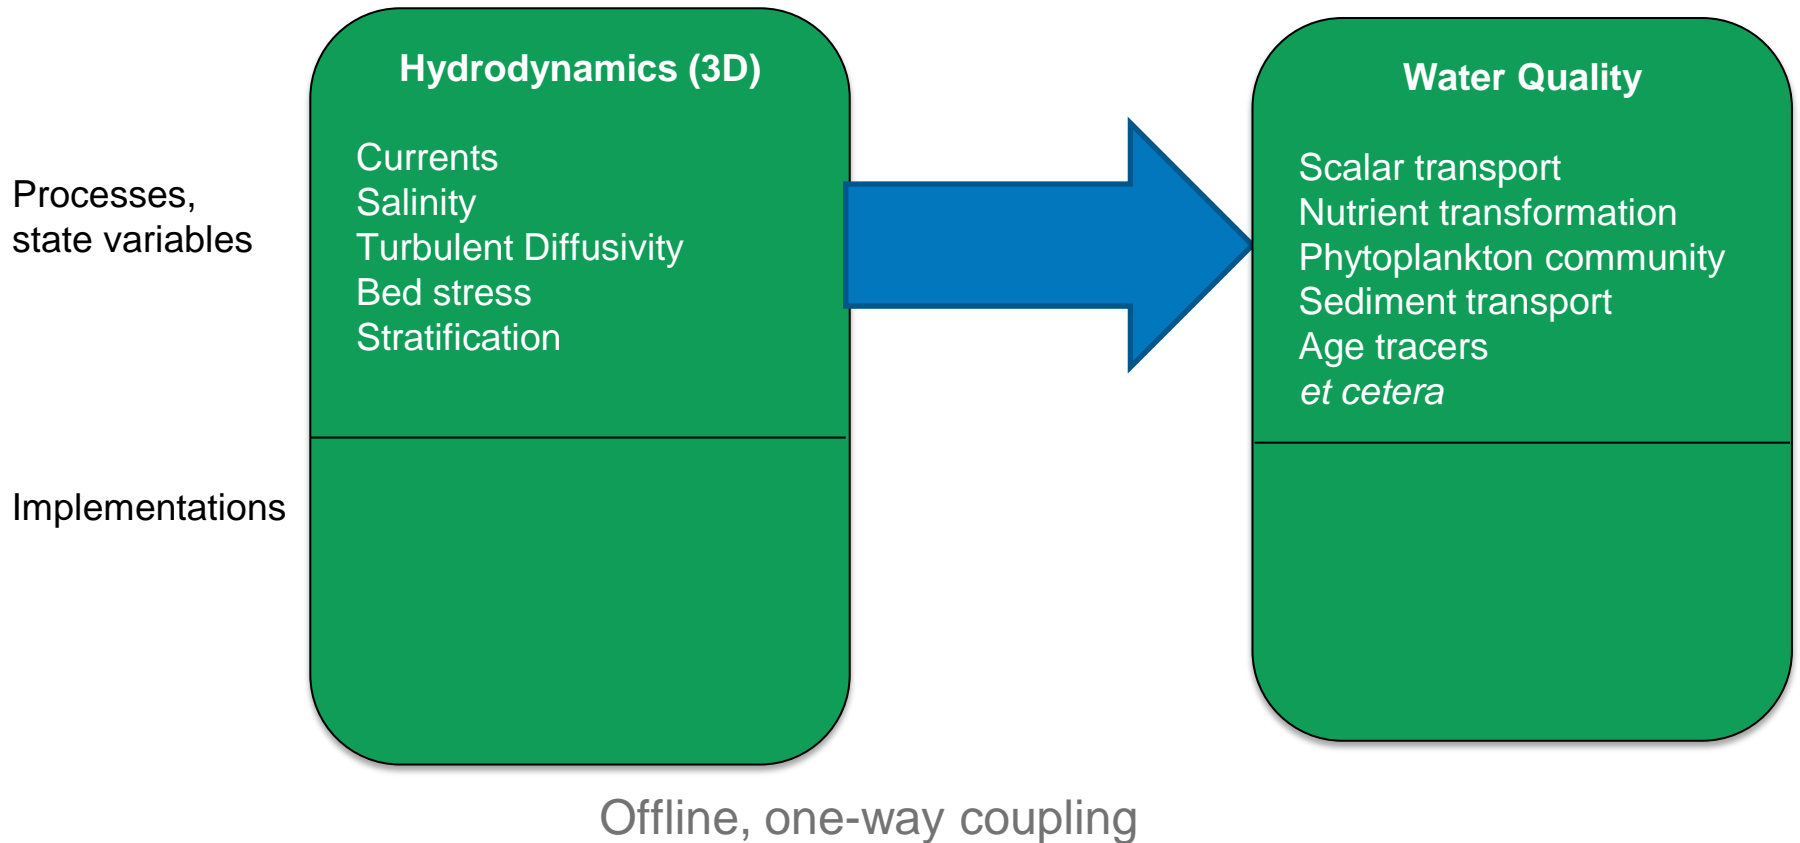 Hydrodynamics (3D)
Currents
Salinity
Turbulent Diffusivity
Bed stress
Stratification
Water Quality
Scalar transport
Nutrient transformation
Phytoplankton community
Sediment transport
Age tracers
et cetera
Processes,
state variables
Implementations
Offline, one-way coupling